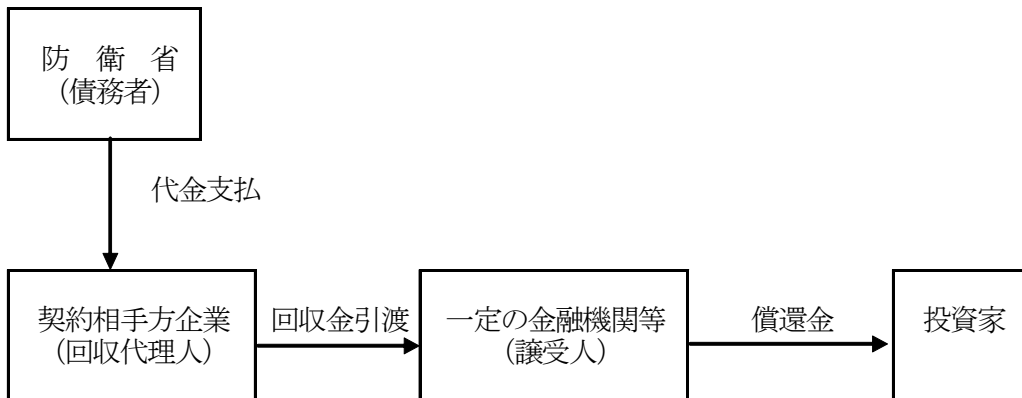 防　衛　省
（債務者）
代金支払
契約相手方企業
（回収代理人）
回収金引渡
一定の金融機関等
（譲受人）
償還金
投資家